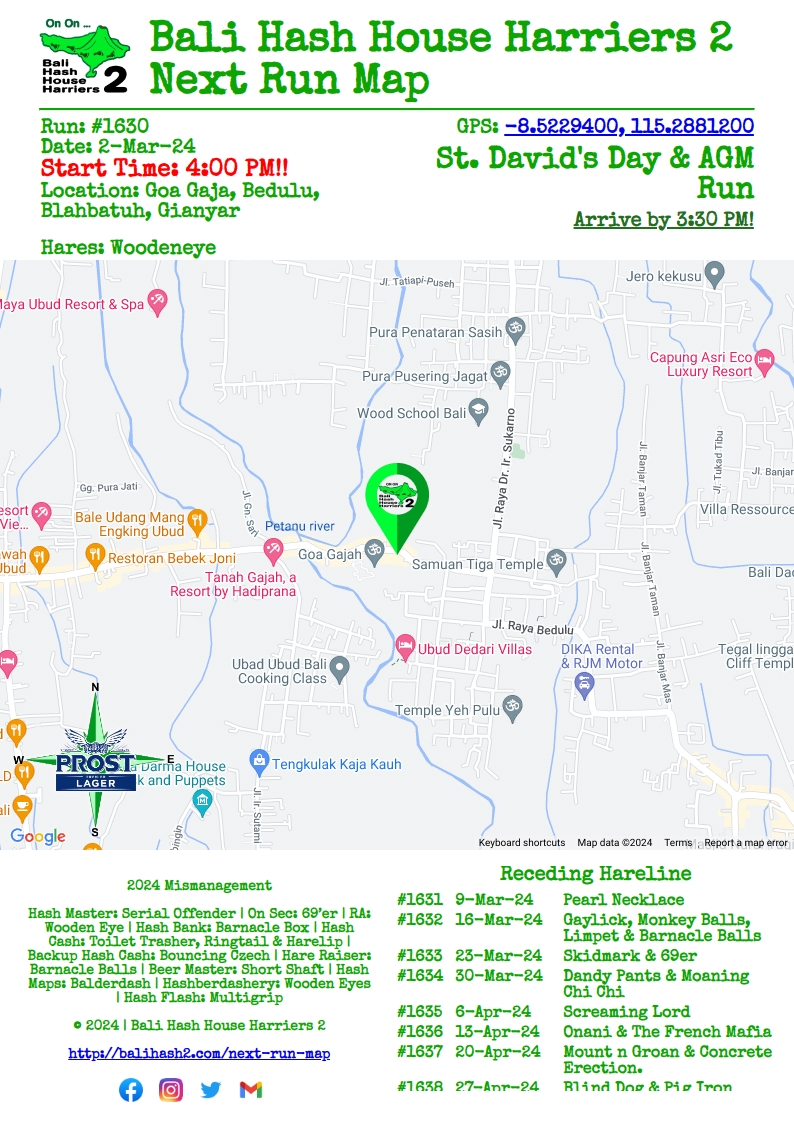 On On ...
Bali
Hash
House
Harriers 2
Bali Hash House Harriers 2
Next Run Map
Run: #1630
Date: 2-Mar-24
Start Time: 4:00 PM!!
Location: Goa Gaja, Bedulu,
Blahbatuh, Gianyar
Hares: Woodeneye
GPS: -8.5229400, 115.2881200
St. David's Day & AGM
Run
Arrive by 3:30 PM!
Jl. Tatiapi-Puseh
Jero kekusu
Maya Ubud Resort & Spa
Pura Penataran Sasih
Capung Asri Eco
Luxury Resort
Pura Pusering Jagat
Wood School Bali
Jl. Raya Dr. Ir. Sukarno
Jl. Banjar Taman
Jl. Tukad Tibu
Jl. Banjar
Gg. Pura Jati
Jl. Gn. Sari
ON ON
Bali
Hash
House
Harriers 2
esort
Vie...
Bale Udang Mang
Engking Ubud
Petanu river
Villa Ressource
awah
Ubud
Restoran Bebek Joni
Goa Gajah
Samuan Tiga Temple
Bali Dac
Tanah Gajah, a
Resort by Hadiprana
Jl. Banjar Taman
Jl. Raya Bedulu
Ubud Dedari Villas
DIKA Rental
& RJM Motor
Tegal lingga
Cliff Templ
Ubad Ubud Bali
Cooking Class
Jl. Banjar Mas
Temple Yeh Pulu
N
W
E
S
PROST
LAGER
a Darma House
k and Puppets
Tengkulak Kaja Kauh
Jl. Ir. Sutami
ali
Google
Keyboard shortcuts Map data ©2024 Terms Report a map error
2024 Mismanagement
Hash Master: Serial Offender | On Sec: 69'er | RA:
Wooden Eye | Hash Bank: Barnacle Box | Hash
Cash: Toilet Trasher, Ringtail & Harelip |
Backup Hash Cash: Bouncing Czech | Hare Raiser:
Barnacle Balls | Beer Master: Short Shaft | Hash
Maps: Balderdash | Hashberdashery: Wooden Eyes
| Hash Flash: Multigrip
© 2024 | Bali Hash House Harriers 2
http://balihash2.com/next-run-map
Receding Hareline
#1631 9-Mar-24 Pearl Necklace
#1632 16-Mar-24 Gaylick, Monkey Balls,
Limpet & Barnacle Balls
#1633 23-Mar-24 Skidmark & 69er
#1634 30-Mar-24 Dandy Pants & Moaning
Chi Chi
#1635 6-Apr-24 Screaming Lord
#1636 13-Apr-24 Onani & The French Mafia
#1637 20-Apr-24 Mount n Groan & Concrete
Erection.
#1638 27-Apr-24 Blind Dog & Pig Iron